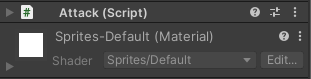 Attack (Script)
Sprites-Default (Material)
Shader Sprites/Default Edit...